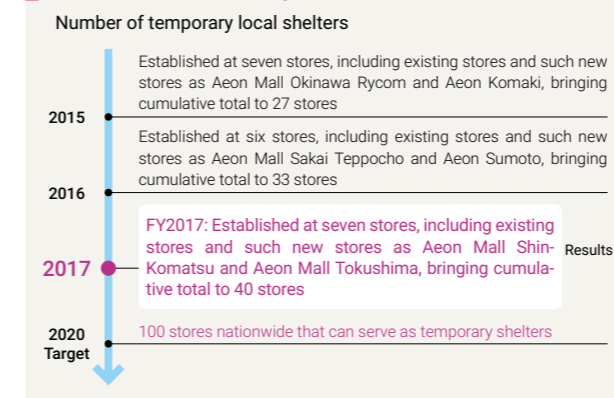 Number of temporary local shelters
Established at seven stores, including existing stores and such new
stores as Aeon Mall Okinawa Rycom and Aeon Komaki, bringing
cumulative total to 27 stores
2015
Established at six stores, including existing stores and such new
stores as Aeon Mall Sakai Teppocho and Aeon Sumoto, bringing
cumulative total to 33 stores
2016
FY2017: Established at seven stores, including existing
stores and such new stores as Aeon Mall Shin-
Komatsu and Aeon Mall Tokushima, bringing cumula-
tive total to 40 stores
2017
Results
100 stores nationwide that can serve as temporary shelters
2020
Target